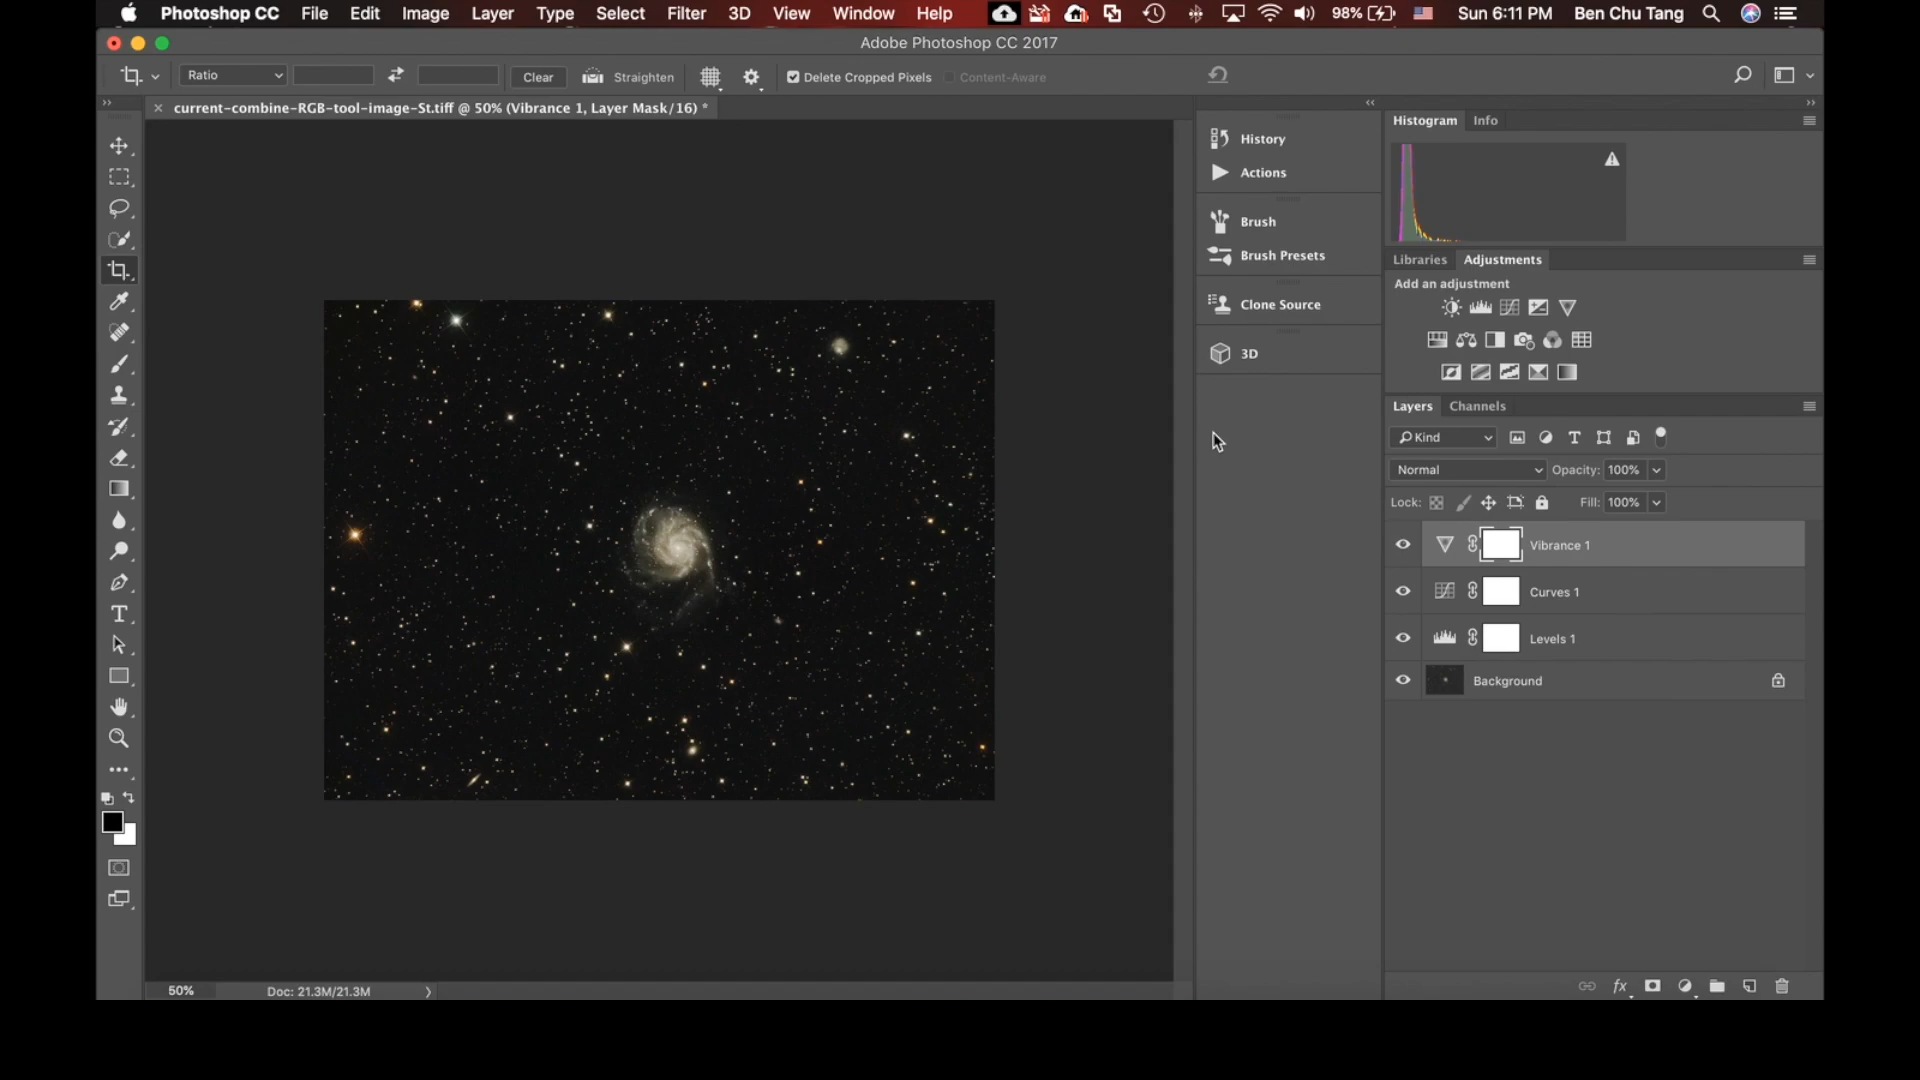 Photoshop CC File Edit Image Layer Type Select Filter 3D View Window Help 98% Sun 6:11 PM Ben Chu Tang
Adobe Photoshop CC 2017
Ratio Clear Straighten Delete Cropped Pixels Content-Aware
current-combine-RGB-tool-image-St.tiff @ 50% (Vibrance 1, Layer Mask/16) *
History
Actions
Brush
Brush Presets
Clone Source
3D
Histogram Info
Libraries Adjustments
Add an adjustment
Layers Channels
Kind
Normal Opacity: 100%
Lock: Fill: 100%
Vibrance 1
Curves 1
Levels 1
Background
50% Doc: 21.3M/21.3M